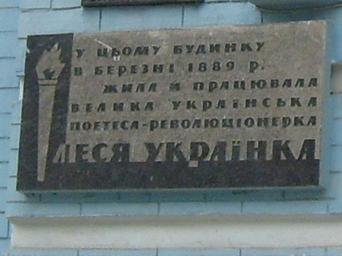 У ЦЬОМУ БУДИНКУ
В БЕРЕЗНІ 1889 р.
ЖИЛА Й ПРАЦЮВАЛА
ВЕЛИКА УКРАЇНСЬКА
ПОЕТЕСА-РЕВОЛЮЦІОНЕРКА
ЛЕСЯ УКРАЇНКА